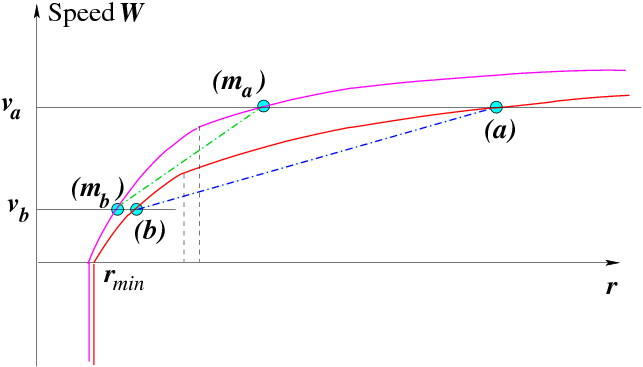 Speed W
(m_a)
v_a
(a)
(m_b)
v_b
(b)
r_min
r